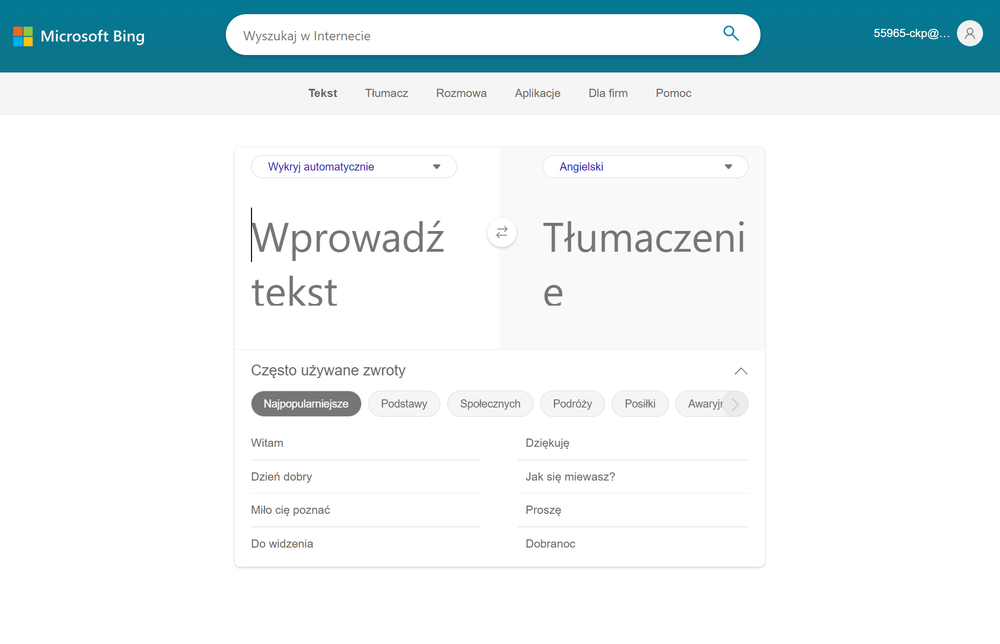 Microsoft Bing
Wyszukaj w Internecie
55965-ckp@...
Tekst Tłumacz Rozmowa Aplikacje Dla firm Pomoc
Wykryj automatycznie
Angielski
Wprowadź
tekst
Tłumaczeni
e
Często używane zwroty
Najpopularniejsze Podstawy Społecznych Podróży Posiłki
Witam
Dziękuję
Dzień dobry
Jak się miewasz?
Miło cię poznać
Proszę
Do widzenia
Dobranoc